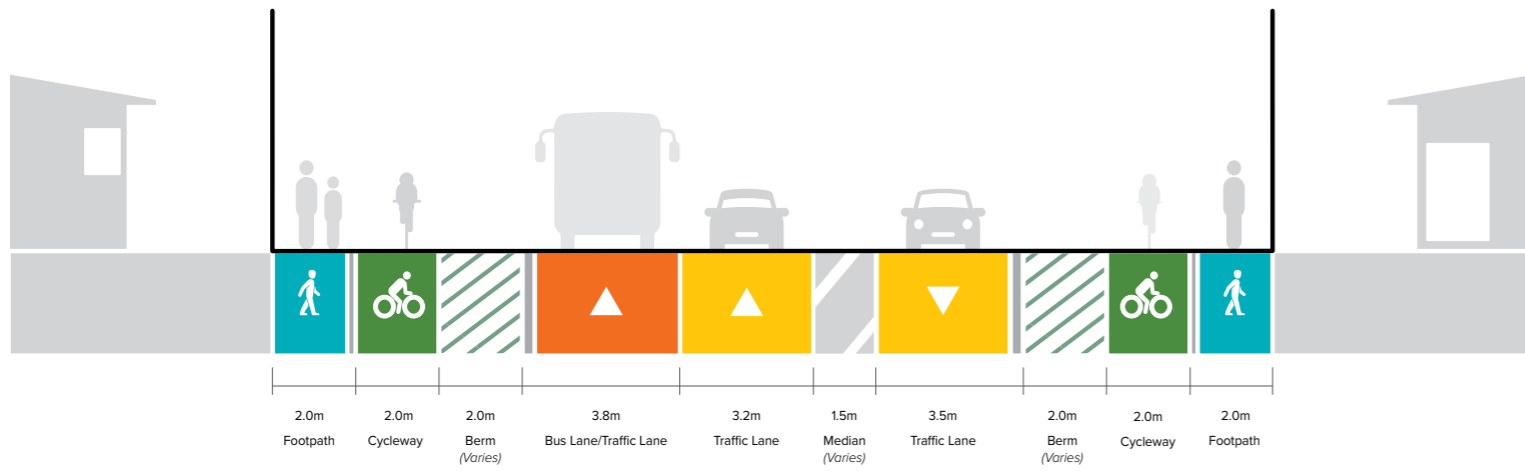 2.0m 2.0m 2.0m 3.8m 3.2m 1.5m 3.5m 2.0m 2.0m 2.0m
Footpath Cycleway Berm Bus Lane/Traffic Lane Traffic Lane Median Traffic Lane Berm Cycleway Footpath
(Varies) (Varies) (Varies)